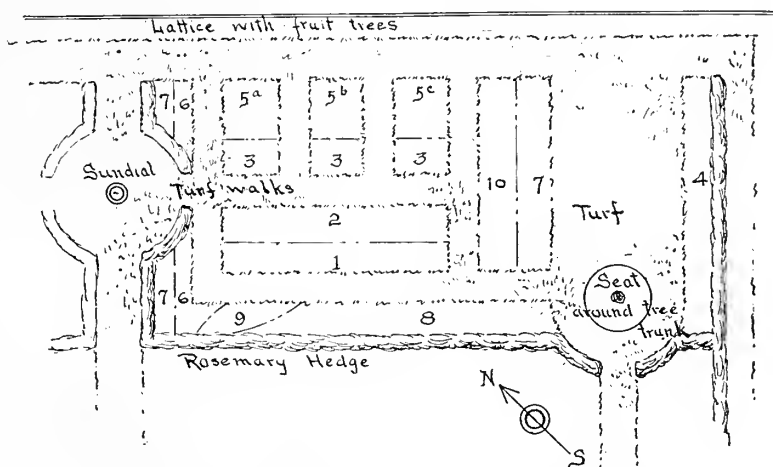 Lattice with fruit trees
7 6 5a 5b 5c
3 3 3 10 7 4
Sundial
Turf walks
2
Turf
1
Seat
around tree
trunk
7 6
9 8
Rosemary Hedge
N
S